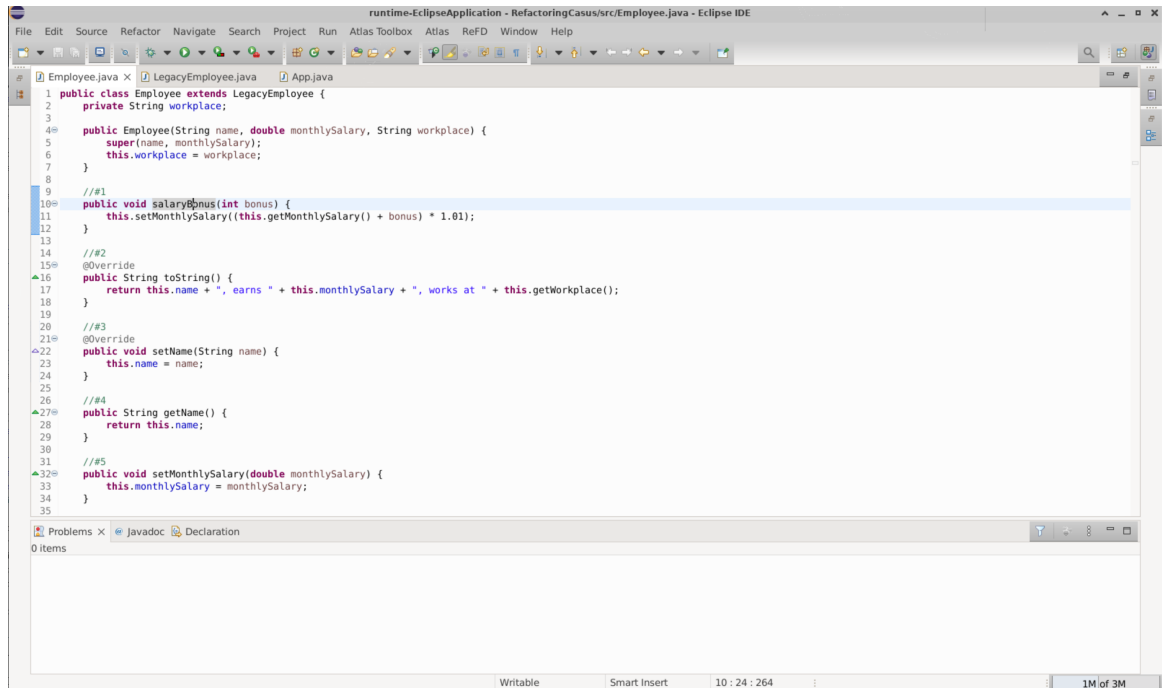 runtime-EclipseApplication - RefactoringCasus/src/Employee.java - Eclipse IDE
File Edit Source Refactor Navigate Search Project Run Atlas Toolbox Atlas ReFD Window Help
Employee.java LegacyEmployee.java App.java
1 public class Employee extends LegacyEmployee {
2 private String workplace;
3
4 public Employee(String name, double monthlySalary, String workplace) {
5 super(name, monthlySalary);
6 this.workplace = workplace;
7 }
8
9 //#1
10 public void salaryBonus(int bonus) {
11 this.setMonthlySalary((this.getMonthlySalary() + bonus) * 1.01);
12 }
13
14 //#2
15 @Override
16 public String toString() {
17 return this.name + ", earns " + this.monthlySalary + ", works at " + this.getWorkplace();
18 }
19
20 //#3
21 @Override
22 public void setName(String name) {
23 this.name = name;
24 }
25
26 //#4
27 public String getName() {
28 return this.name;
29 }
30
31 //#5
32 public void setMonthlySalary(double monthlySalary) {
33 this.monthlySalary = monthlySalary;
34 }
35
Problems Javadoc Declaration
0 items
Writable Smart Insert 10 : 24 : 264 1M of 3M